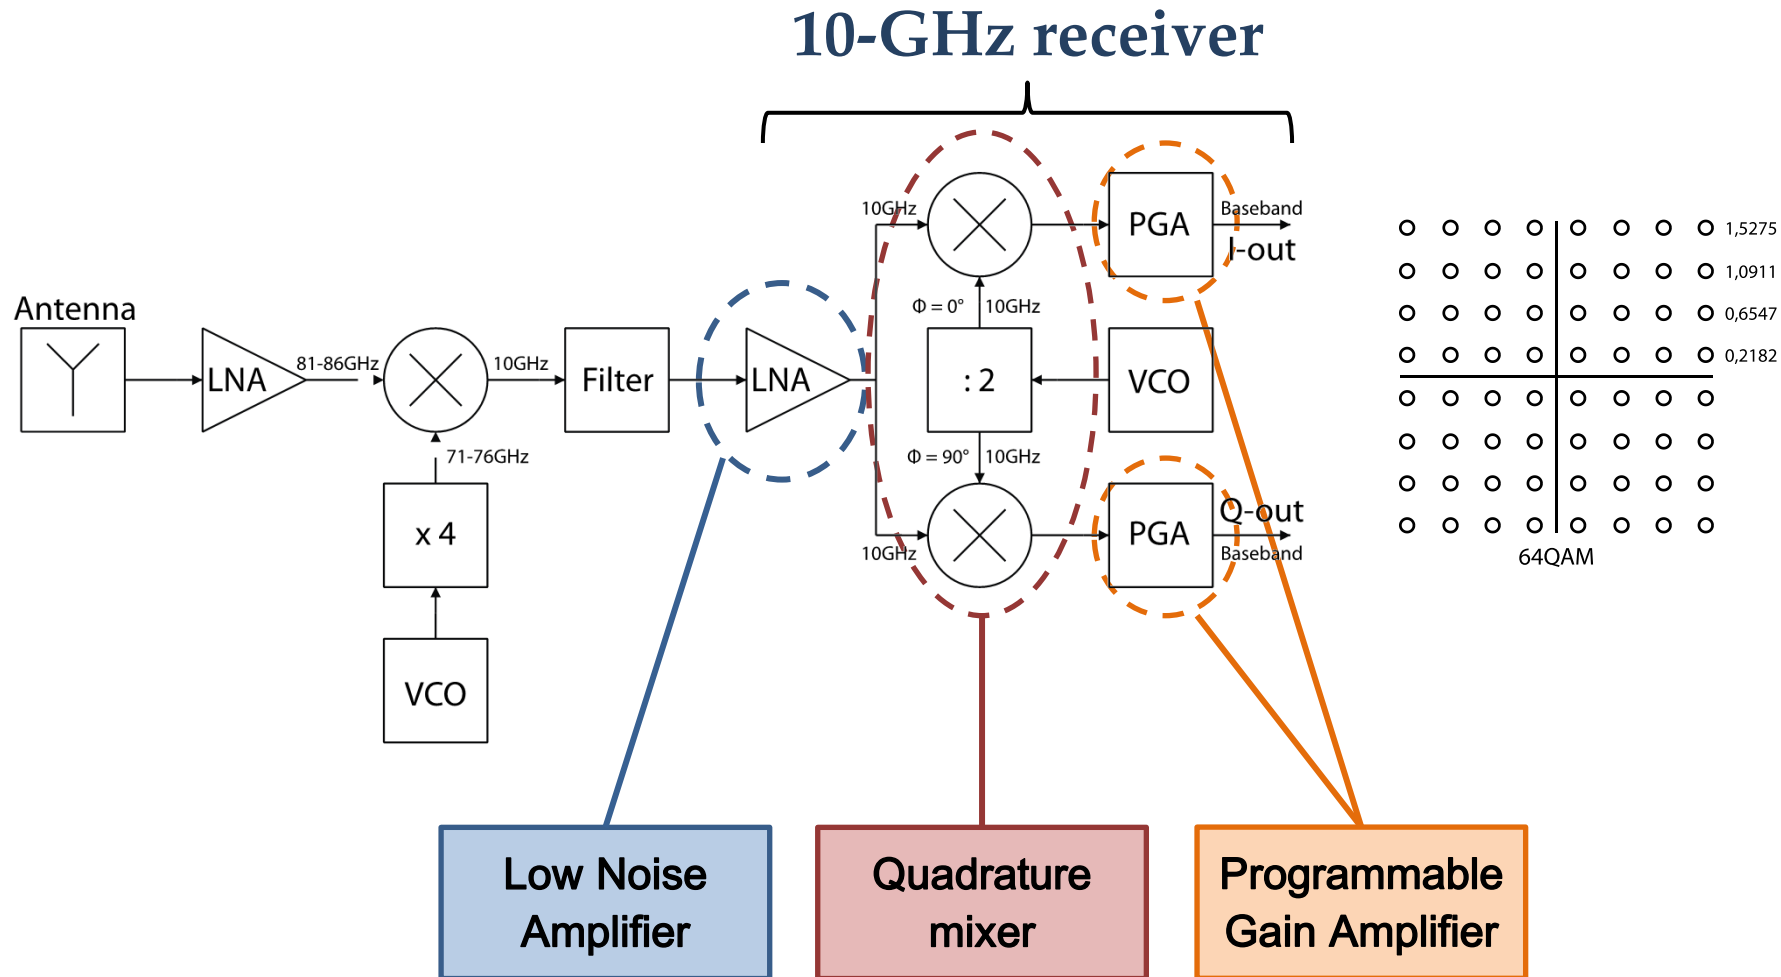 10-GHz receiver
10GHz
PGA
Baseband
I-out
1,5275
1,0911
0,6547
0,2182
Antenna
LNA
81-86GHz
10GHz
Filter
LNA
Φ = 0°
10GHz
: 2
VCO
Φ = 90°
10GHz
71-76GHz
x 4
10GHz
PGA
Q-out
Baseband
64QAM
VCO
Low Noise
Amplifier
Quadrature
mixer
Programmable
Gain Amplifier